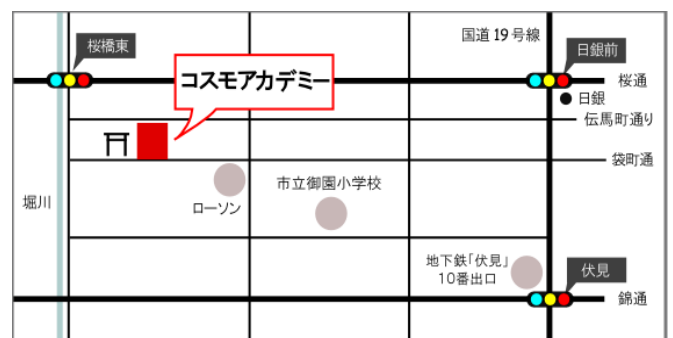 国道19号線
桜橋東
日銀前
コスモアカデミー
桜通
日銀
伝馬町通り
袋町通
市立御園小学校
堀川
ローソン
地下鉄「伏見」
10番出口
伏見
錦通